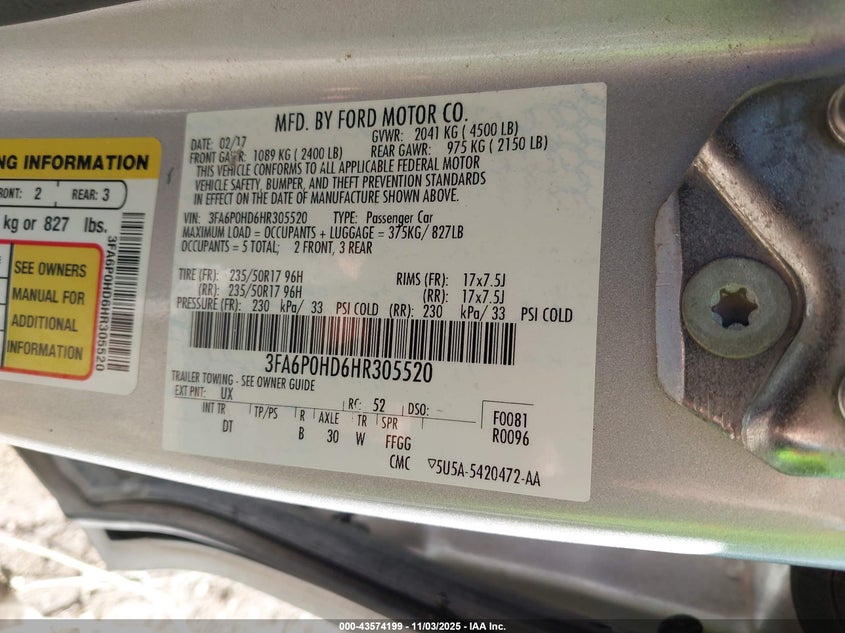 NG INFORMATION
RONT: 2 REAR: 3
kg or 827 lbs.
SEE OWNERS
MANUAL FOR
ADDITIONAL
INFORMATION
3FA6P0HD6HR305520
MFD. BY FORD MOTOR CO.
DATE: 02/17 GVWR: 2041 KG ( 4500 LB)
FRONT GAWR: 1089 KG ( 2400 LB) REAR GAWR: 975 KG ( 2150 LB)
THIS VEHICLE CONFORMS TO ALL APPLICABLE FEDERAL MOTOR
VEHICLE SAFETY, BUMPER, AND THEFT PREVENTION STANDARDS
IN EFFECT ON THE DATE OF MANUFACTURE SHOWN ABOVE.
VIN: 3FA6P0HD6HR305520 TYPE: Passenger Car
MAXIMUM LOAD = OCCUPANTS + LUGGAGE = 375KG/ 827LB
OCCUPANTS = 5 TOTAL; 2 FRONT, 3 REAR
TIRE (FR): 235/50R17 96H RIMS (FR): 17x7.5J
(RR): 235/50R17 96H (RR): 17x7.5J
PRESSURE (FR): 230 kPa/ 33 PSI COLD (RR): 230 kPa/ 33 PSI COLD
3FA6P0HD6HR305520
TRAILER TOWING - SEE OWNER GUIDE
EXT PNT: UX RC: 52 DSO:
INT TR TP/PS R AXLE TR SPR F0081
DT B 30 W FFGG R0096
CMC ▽5U5A-5420472-AA
000-43574199 - 11/03/2025 - IAA Inc.